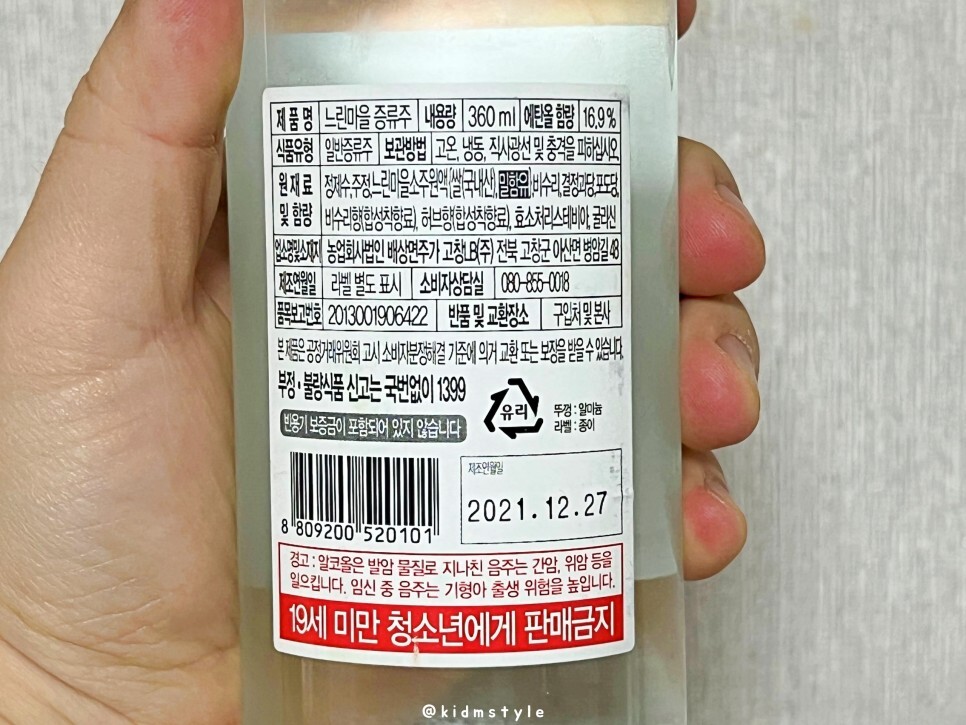 제품명 느린마을 증류주 내용량 360 ml 에탄올 함량 16.9%
식품유형 일반증류주 보관방법 고온, 냉동, 직사광선 및 충격을 피하십시오.
원재료 정제수,주정,느린마을소주원액{쌀(국내산),밀함유},비수리,결정과당,포도당,
및 함량 비수리향(합성착향료), 허브향(합성착향료), 효소처리스테비아, 글리신
업소명및소재지 농업회사법인 배상면주가 고창LB(주) 전북 고창군 아산면 병암길 48
제조연월일 라벨 별도 표시 소비자상담실 080-855-0018
품목보고번호 2013001906422 반품 및 교환장소 구입처 및 본사
본 제품은 공정거래위원회 고시 소비자분쟁해결 기준에 의거 교환 또는 보장을 받을 수 있습니다.
부정·불량식품 신고는 국번없이 1399
유리
뚜껑 : 알미늄
라벨 : 종이
빈용기 보증금이 포함되어 있지 않습니다
제조연월일
2021.12.27
8 809200 520101
경고 : 알코올은 발암 물질로 지나친 음주는 간암, 위암 등을
일으킵니다. 임신 중 음주는 기형아 출생 위험을 높입니다.
19세 미만 청소년에게 판매금지
@kidmstyle